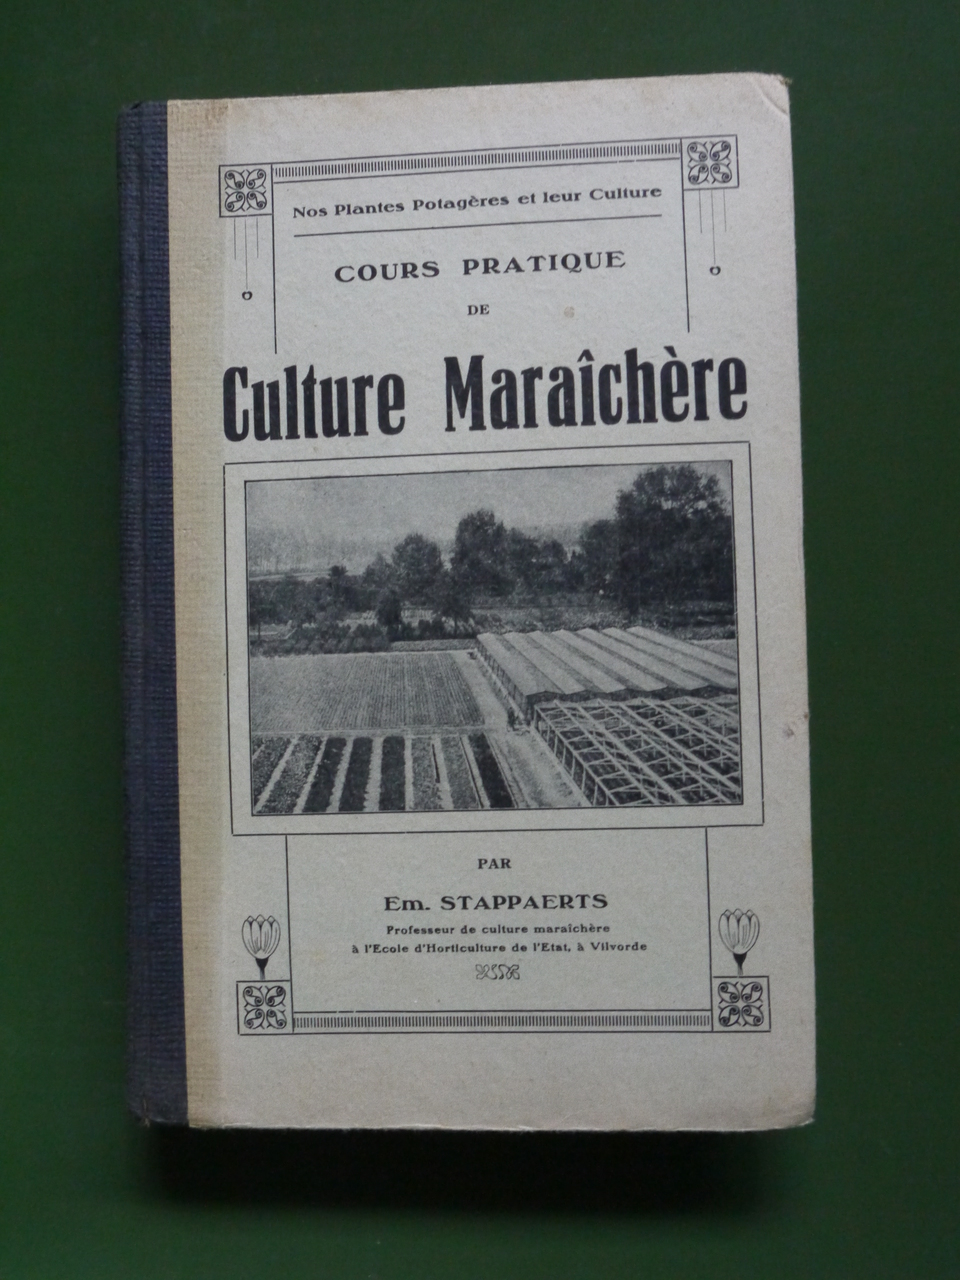 Nos Plantes Potagères et leur Culture
COURS PRATIQUE
DE
Culture Maraîchère
PAR
Em. STAPPAERTS
Professeur de culture maraîchère
à l'Ecole d'Horticulture de l'Etat, à Vilvorde